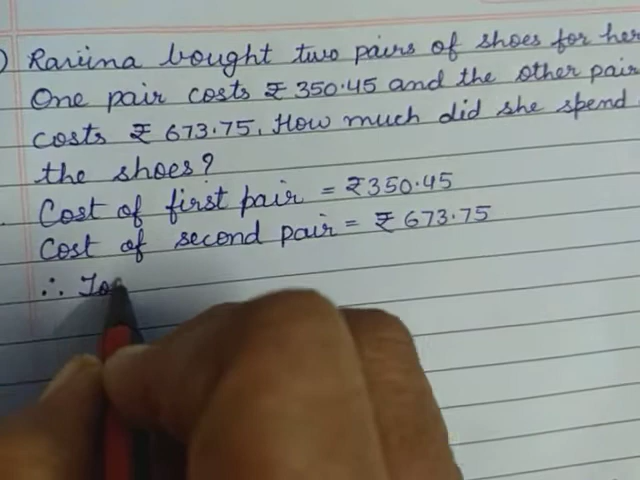 ) Raviina bought two pairs of shoes for her
One pair costs ₹ 350.45 and the other pair
costs ₹ 673.75. How much did she spend
the shoes?
Cost of first pair = ₹350.45
Cost of second pair = ₹ 673.75
∴ To